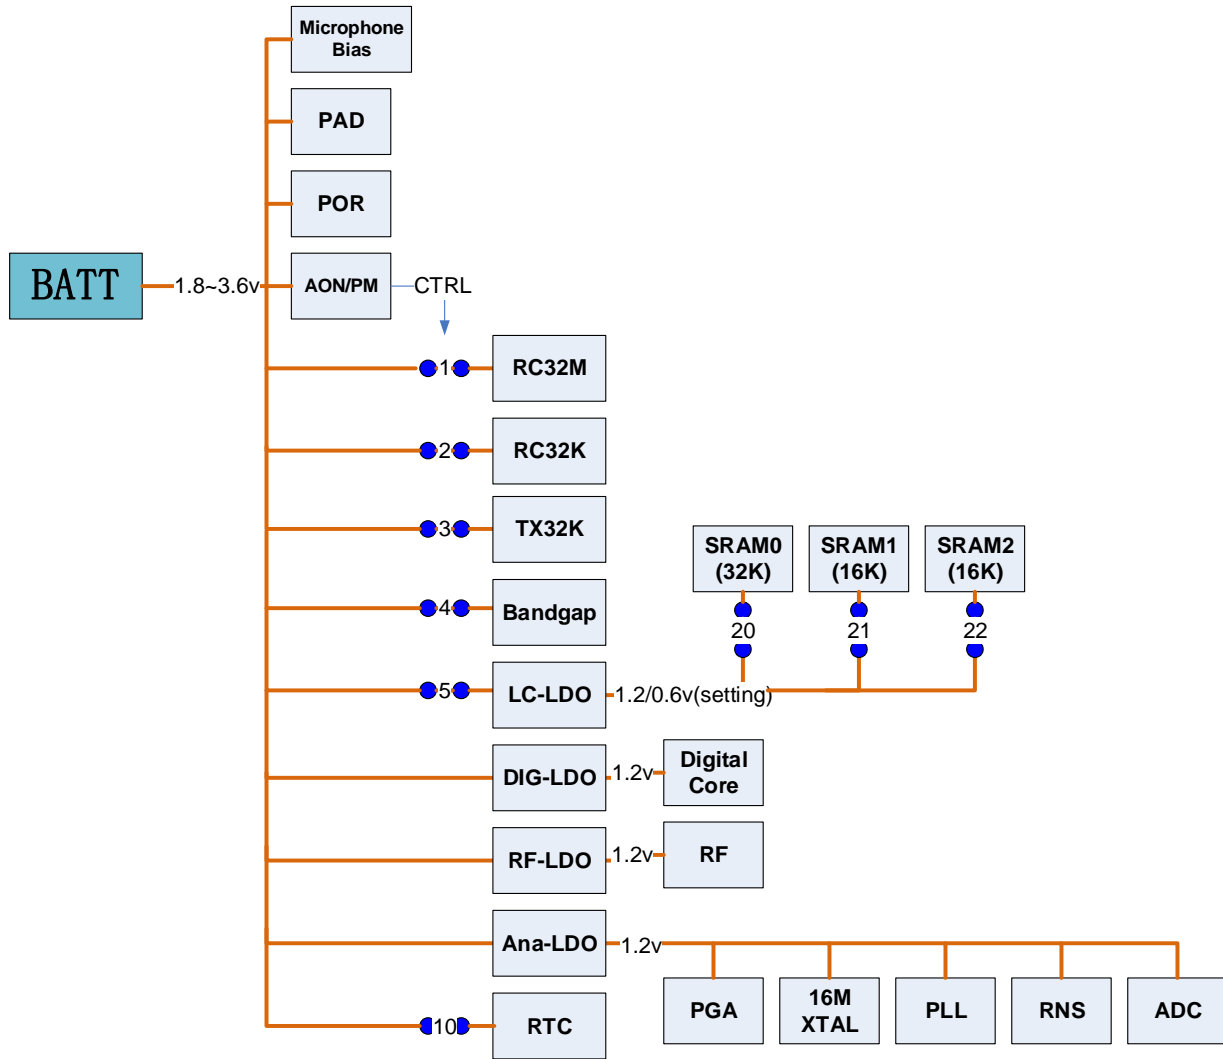 Microphone
Bias
PAD
POR
BATT
1.8~3.6v
AON/PM
CTRL
1
RC32M
2
RC32K
3
TX32K
SRAM0
(32K)
SRAM1
(16K)
SRAM2
(16K)
4
Bandgap
20
21
22
5
LC-LDO
1.2/0.6v(setting)
DIG-LDO
1.2v
Digital
Core
RF-LDO
1.2v
RF
Ana-LDO
1.2v
PGA
16M
XTAL
PLL
RNS
ADC
10
RTC